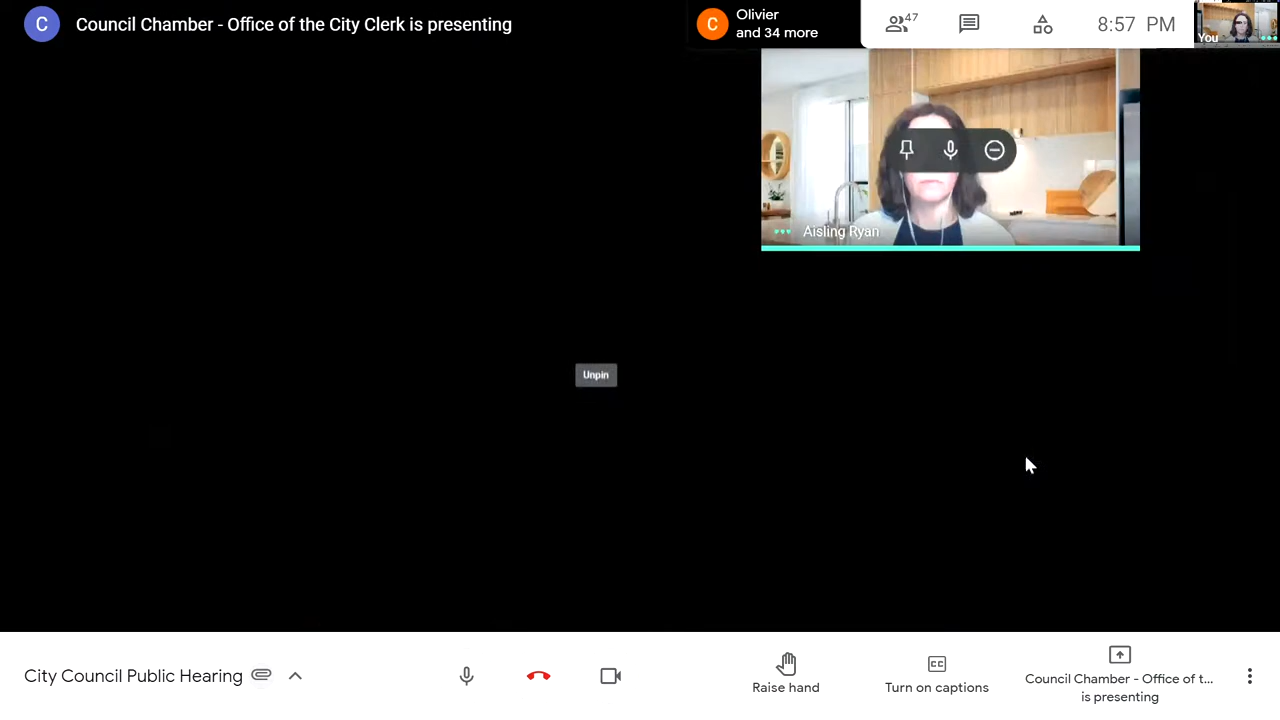 C
Council Chamber - Office of the City Clerk is presenting
C
Olivier
and 34 more
47
8:57 PM
You
Aisling Ryan
Unpin
City Council Public Hearing
Raise hand
CC
Turn on captions
Council Chamber - Office of t...
is presenting